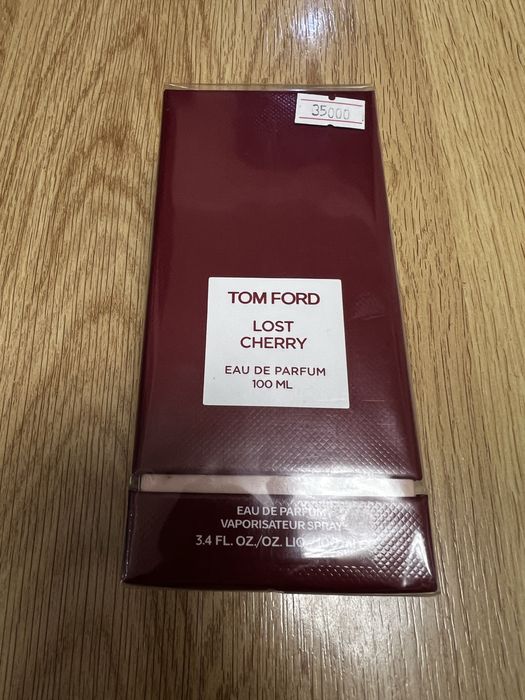 35000
TOM FORD
LOST
CHERRY
EAU DE PARFUM
100 ML
EAU DE PARFUM
VAPORISATEUR SPRAY
3.4 FL. OZ./OZ. LIQ./100